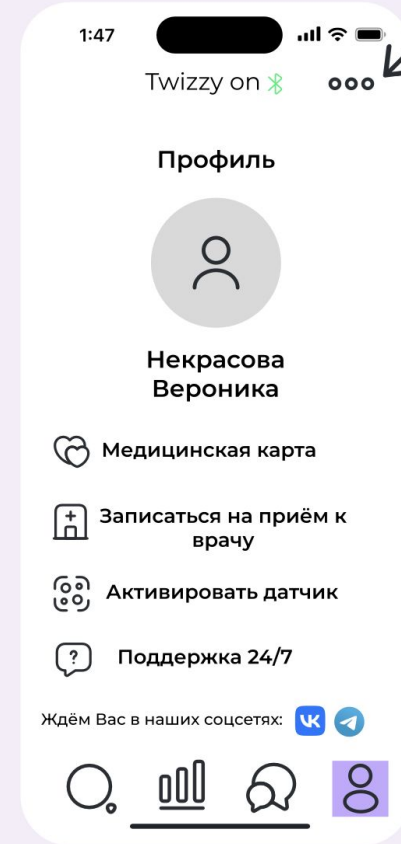 1:47
Twizzy on
Профиль
Некрасова
Вероника
Медицинская карта
Записаться на приём к
врачу
Активировать датчик
Поддержка 24/7
Ждём Вас в наших соцсетях: